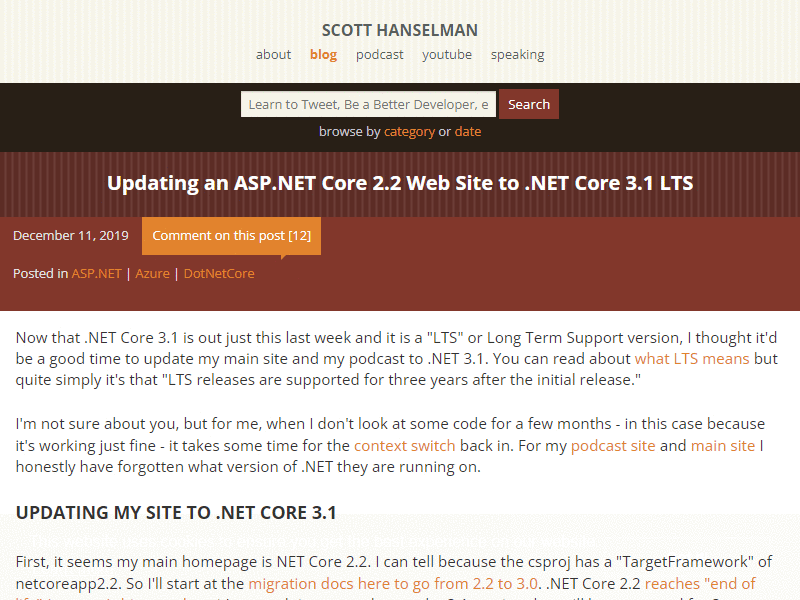 SCOTT HANSELMAN
about blog podcast youtube speaking
Learn to Tweet, Be a Better Developer, e Search
browse by category or date
Updating an ASP.NET Core 2.2 Web Site to .NET Core 3.1 LTS
December 11, 2019 Comment on this post [12]
Posted in ASP.NET | Azure | DotNetCore
Now that .NET Core 3.1 is out just this last week and it is a "LTS" or Long Term Support version, I thought it'd
be a good time to update my main site and my podcast to .NET 3.1. You can read about what LTS means but
quite simply it's that "LTS releases are supported for three years after the initial release."
I'm not sure about you, but for me, when I don't look at some code for a few months - in this case because
it's working just fine - it takes some time for the context switch back in. For my podcast site and main site I
honestly have forgotten what version of .NET they are running on.
UPDATING MY SITE TO .NET CORE 3.1
First, it seems my main homepage is NET Core 2.2. I can tell because the csproj has a "TargetFramework" of
netcoreapp2.2. So I'll start at the migration docs here to go from 2.2 to 3.0. .NET Core 2.2 reaches "end of